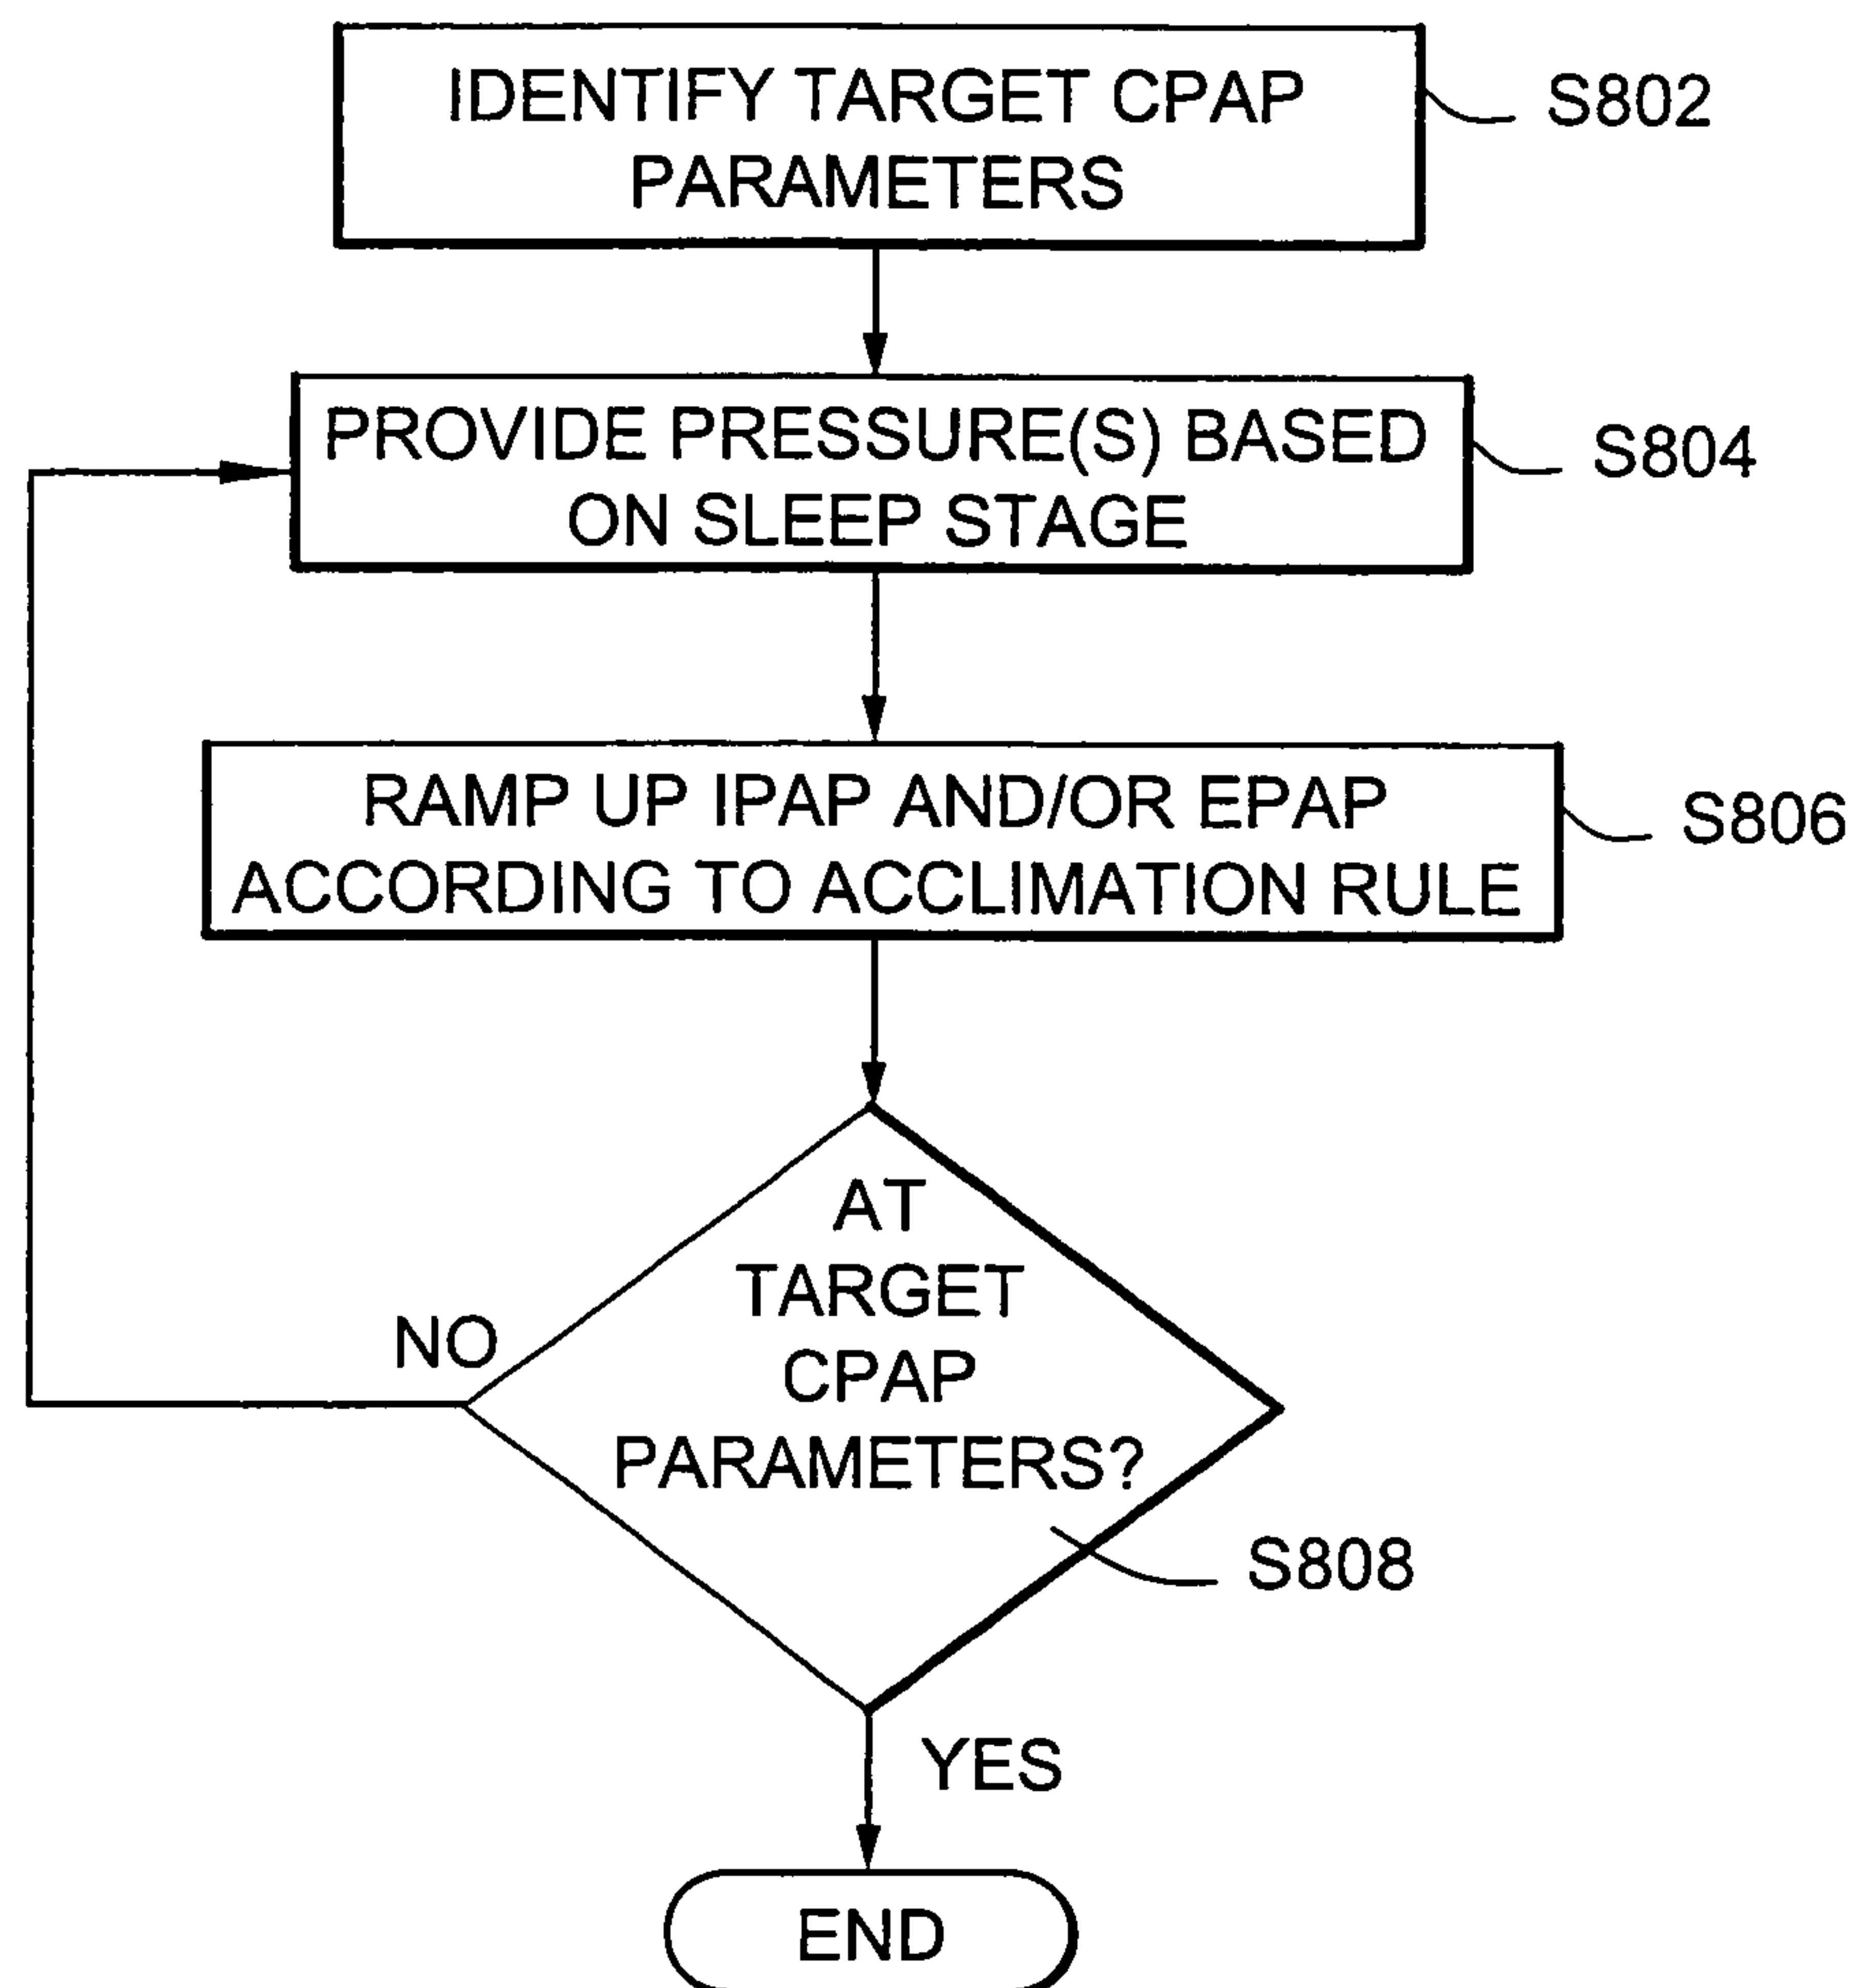 IDENTIFY TARGET CPAP
PARAMETERS
S802
PROVIDE PRESSURE(S) BASED
ON SLEEP STAGE
S804
RAMP UP IPAP AND/OR EPAP
ACCORDING TO ACCLIMATION RULE
S806
AT
TARGET
CPAP
PARAMETERS?
NO
S808
YES
END